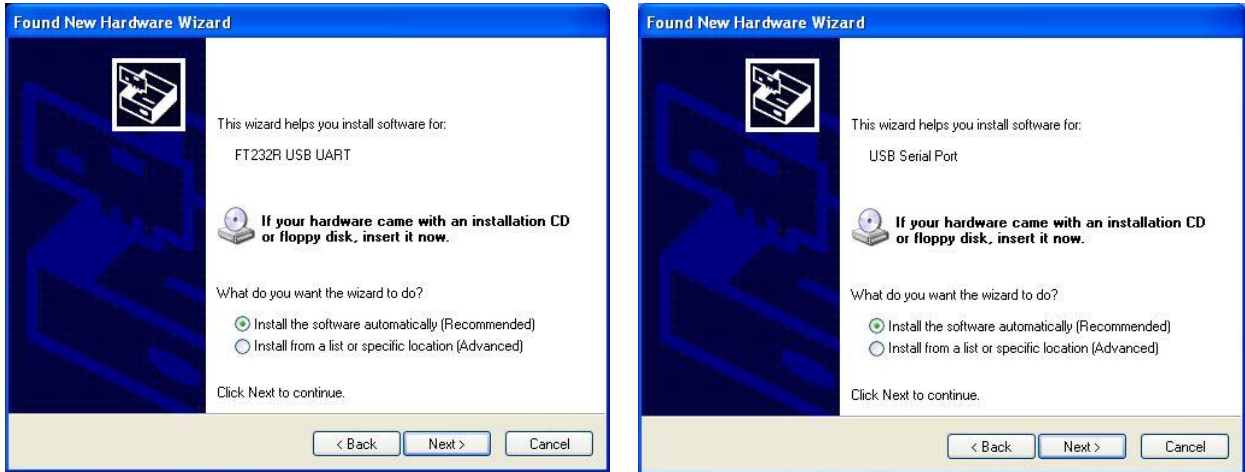 Found New Hardware Wizard
This wizard helps you install software for:
FT232R USB UART
If your hardware came with an installation CD
or floppy disk, insert it now.
What do you want the wizard to do?
Install the software automatically (Recommended)
Install from a list or specific location (Advanced)
Click Next to continue.
< Back
Next >
Cancel
Found New Hardware Wizard
This wizard helps you install software for:
USB Serial Port
If your hardware came with an installation CD
or floppy disk, insert it now.
What do you want the wizard to do?
Install the software automatically (Recommended)
Install from a list or specific location (Advanced)
Click Next to continue.
< Back
Next >
Cancel